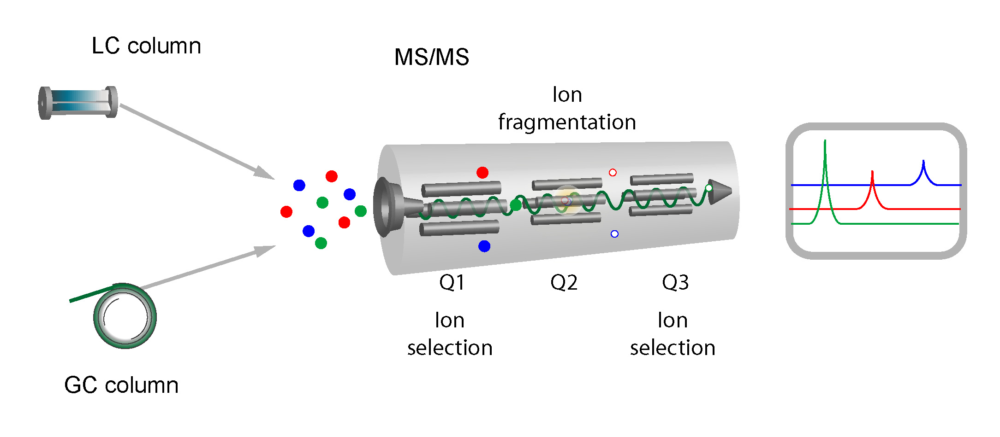 LC column
MS/MS
Ion
fragmentation
Q1
Q2
Q3
Ion
selection
Ion
selection
GC column